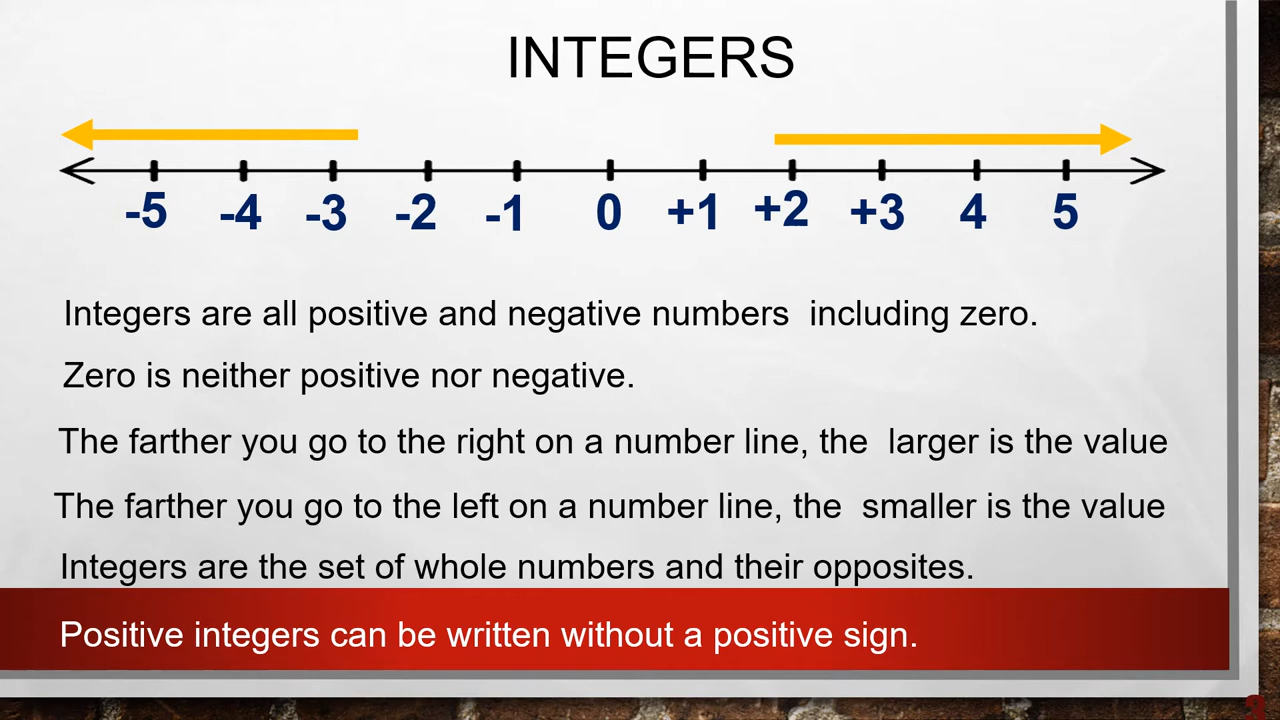 INTEGERS
-5 -4 -3 -2 -1 0 +1 +2 +3 4 5
Integers are all positive and negative numbers  including zero.
Zero is neither positive nor negative.
The farther you go to the right on a number line, the  larger is the value
The farther you go to the left on a number line, the  smaller is the value
Integers are the set of whole numbers and their opposites.
Positive integers can be written without a positive sign.
3